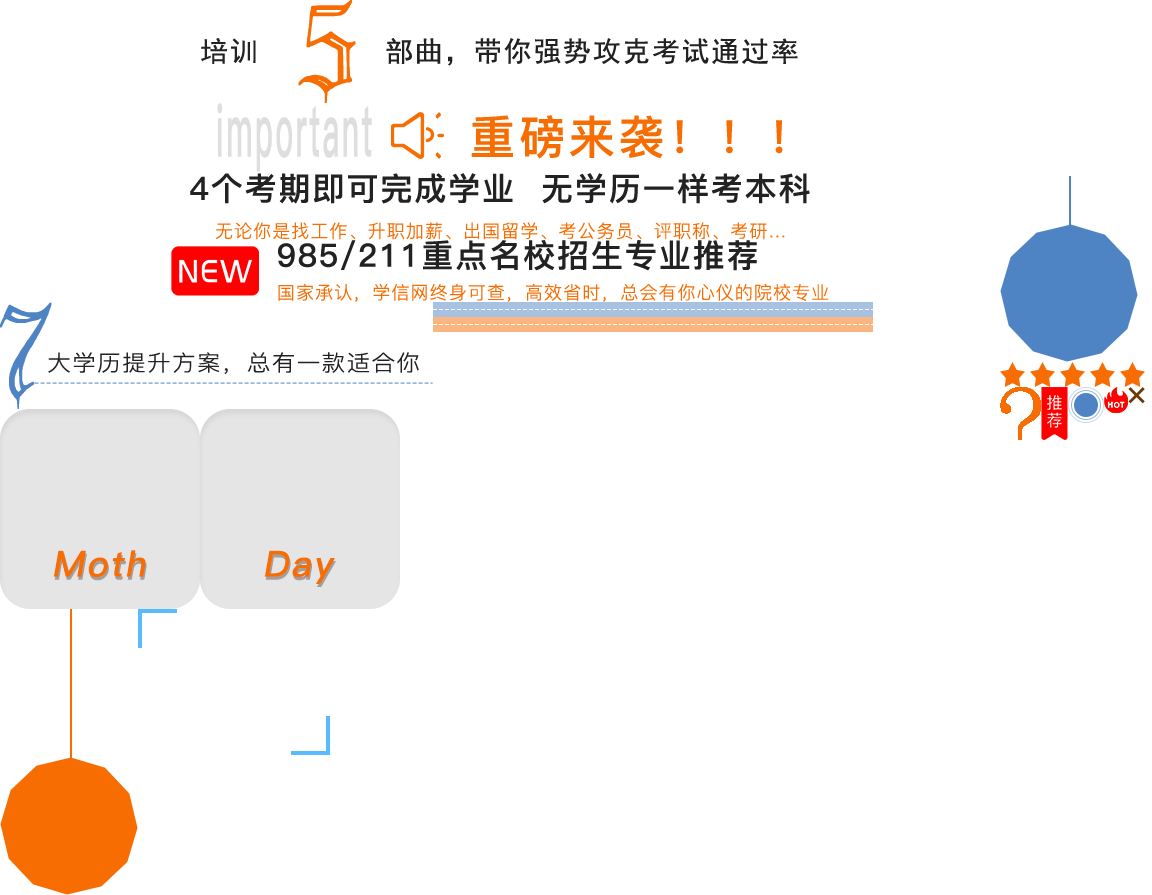 培训 5 部曲，带你强势攻克考试通过率
important 重磅来袭！！！
4个考期即可完成学业 无学历一样考本科
无论你是找工作、升职加薪、出国留学、考公务员、评职称、考研...
NEW 985/211重点名校招生专业推荐
国家承认，学信网终身可查，高效省时，总会有你心仪的院校专业
7 大学历提升方案，总有一款适合你
推荐
HOT
Moth
Day